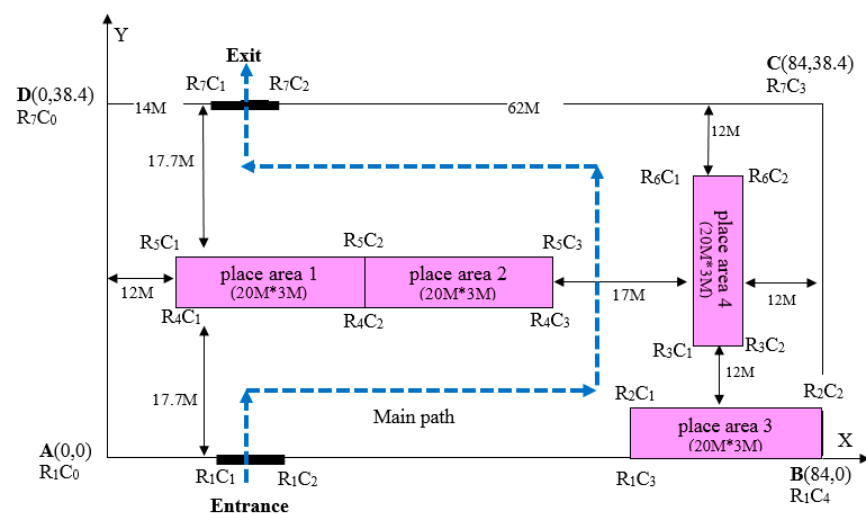 Y
Exit
R₇C₁
R₇C₂
C(84,38.4)
R₇C₃
D(0,38.4)
R₇C₀
14M
62M
12M
17.7M
R₆C₁
R₆C₂
place area 4
(20M*3M)
R₅C₁
R₅C₂
R₅C₃
place area 1
(20M*3M)
place area 2
(20M*3M)
12M
17M
12M
R₄C₁
R₄C₂
R₄C₃
R₃C₁
R₃C₂
12M
17.7M
R₂C₁
R₂C₂
Main path
place area 3
(20M*3M)
X
A(0,0)
R₁C₀
R₁C₁
R₁C₂
Entrance
R₁C₃
B(84,0)
R₁C₄